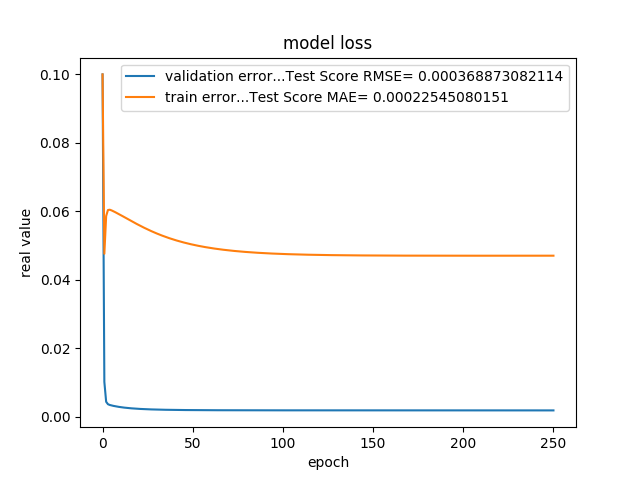 model loss
validation error...Test Score RMSE= 0.000368873082114
train error...Test Score MAE= 0.00022545080151
real value
0.10
0.08
0.06
0.04
0.02
0.00
0 50 100 150 200 250
epoch